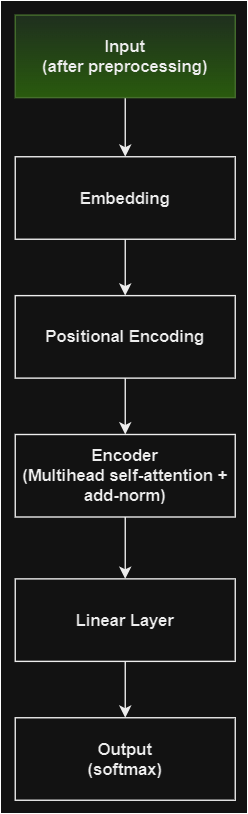 Input
(after preprocessing)
Embedding
Positional Encoding
Encoder
(Multihead self-attention +
add-norm)
Linear Layer
Output
(softmax)